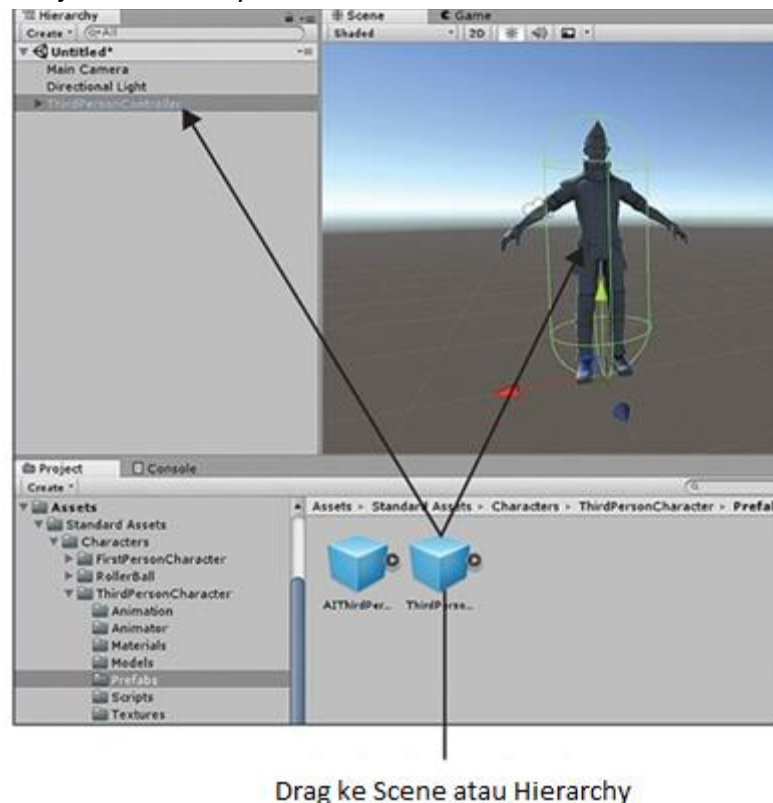 Hierarchy
Create
All
Untitled*
Main Camera
Directional Light
ThirdPersonController
Scene
Game
Shaded
2D
Project
Console
Create
Assets
Standard Assets
Characters
FirstPersonCharacter
RollerBall
ThirdPersonCharacter
Animation
Animator
Materials
Models
Prefabs
Scripts
Textures
Assets Standard Assets Characters ThirdPersonCharacter Prefal
AIThirdPer... ThirdPerso...
Drag ke Scene atau Hierarchy